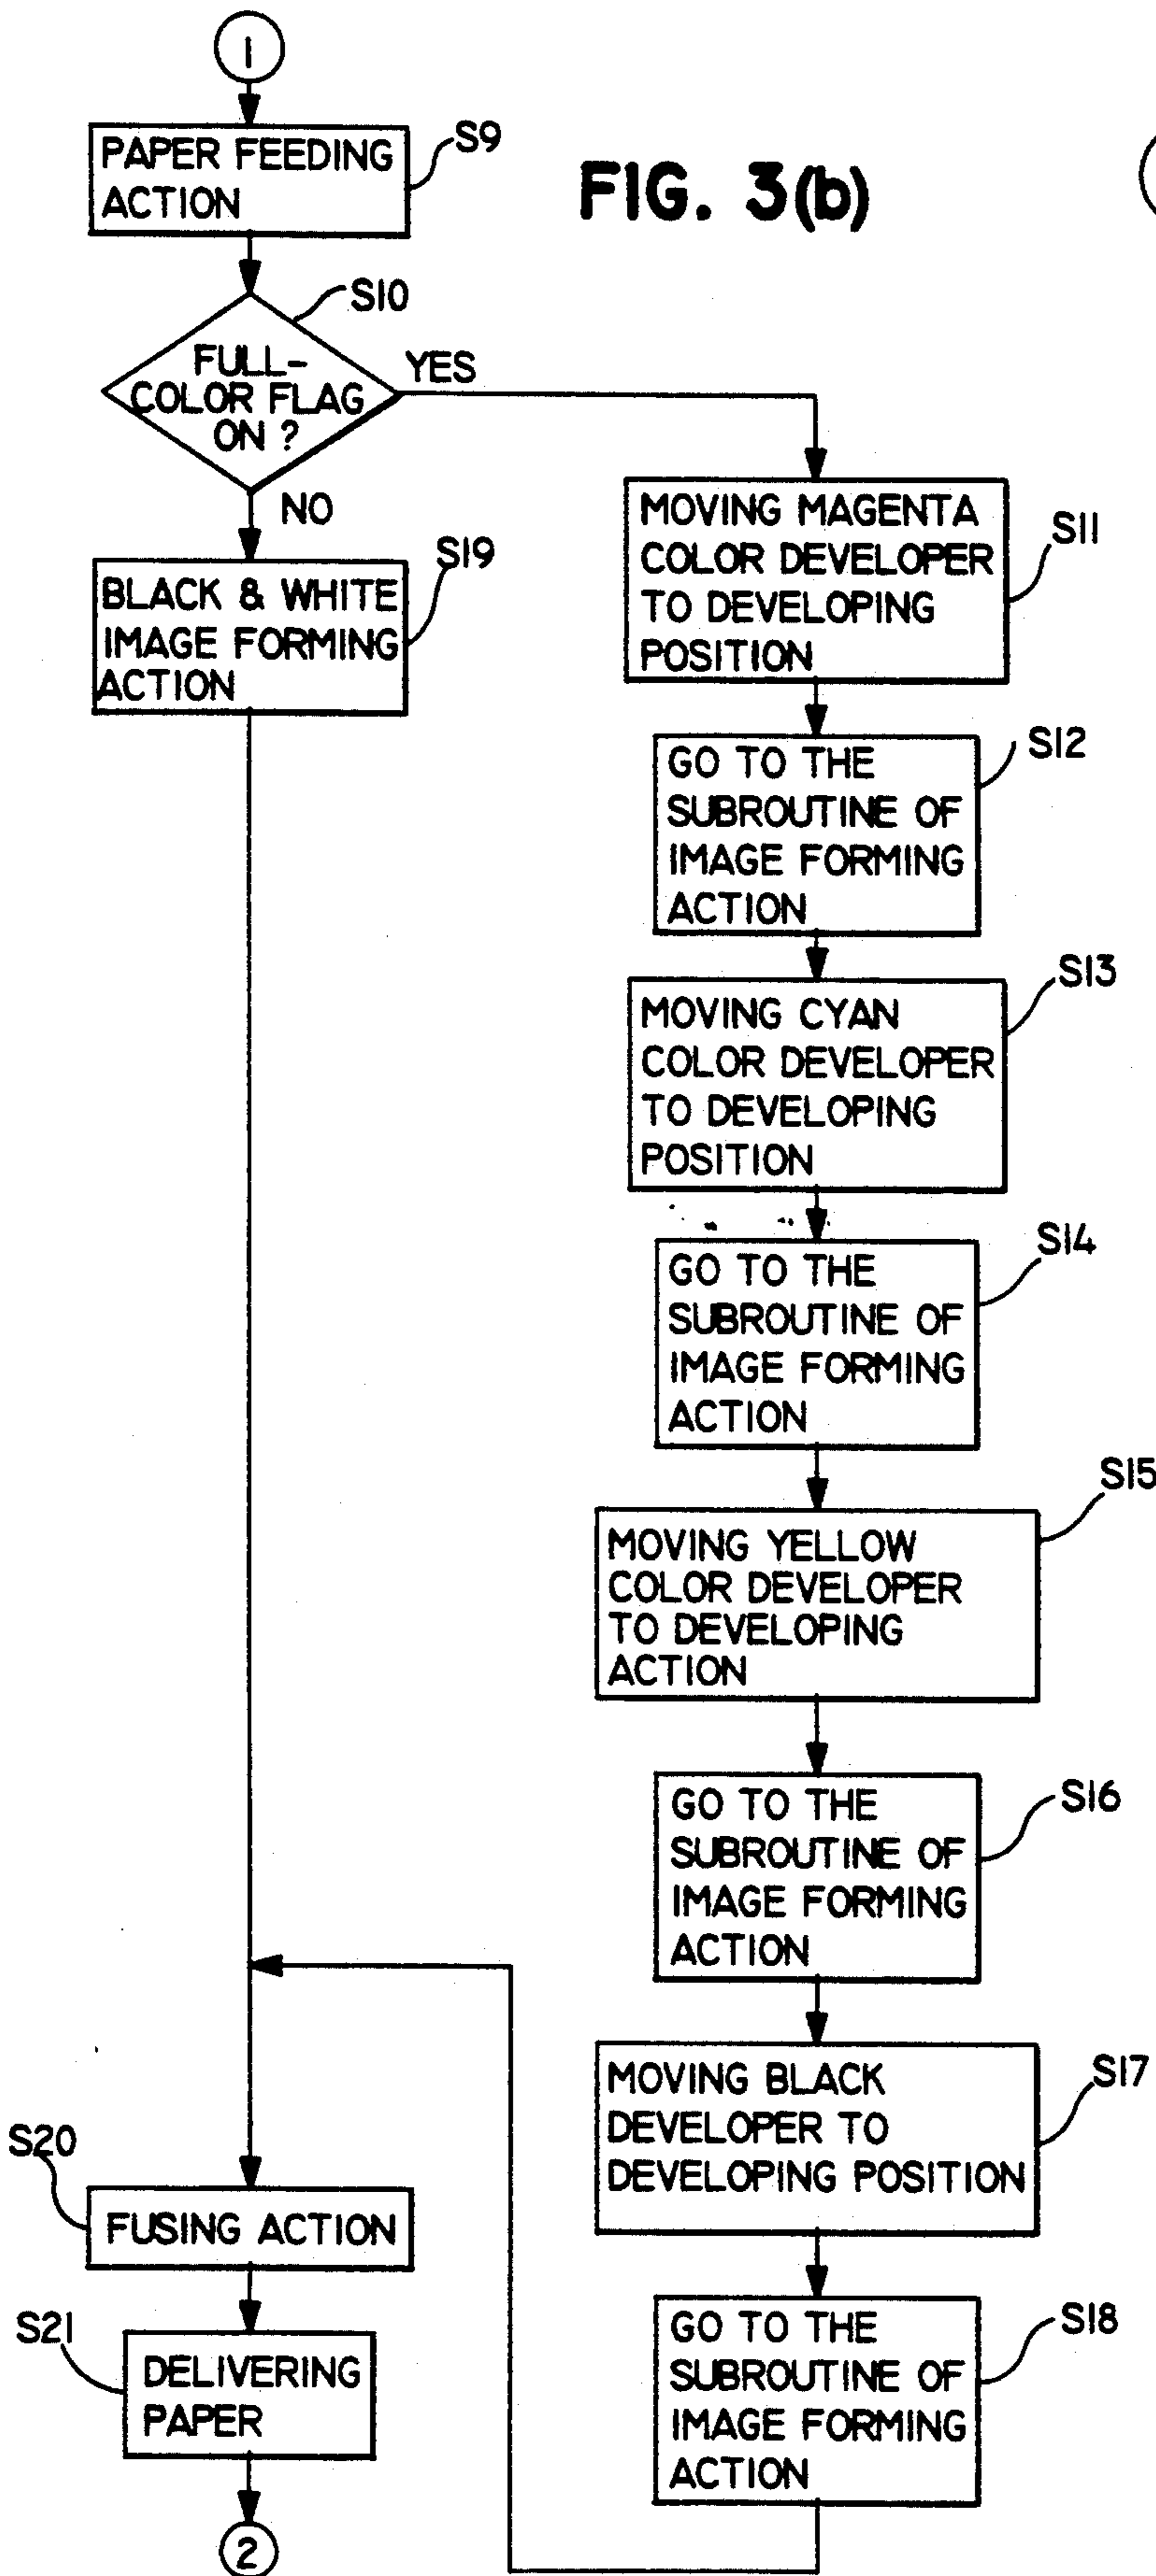 1
PAPER FEEDING
ACTION
S9
FIG. 3(b)
S10
FULL-
COLOR FLAG
ON ?
YES
NO
S19
BLACK & WHITE
IMAGE FORMING
ACTION
MOVING MAGENTA
COLOR DEVELOPER
TO DEVELOPING
POSITION
S11
GO TO THE
SUBROUTINE OF
IMAGE FORMING
ACTION
S12
MOVING CYAN
COLOR DEVELOPER
TO DEVELOPING
POSITION
S13
GO TO THE
SUBROUTINE OF
IMAGE FORMING
ACTION
S14
MOVING YELLOW
COLOR DEVELOPER
TO DEVELOPING
ACTION
S15
GO TO THE
SUBROUTINE OF
IMAGE FORMING
ACTION
S16
MOVING BLACK
DEVELOPER TO
DEVELOPING POSITION
S17
GO TO THE
SUBROUTINE OF
IMAGE FORMING
ACTION
S18
S20
FUSING ACTION
S21
DELIVERING
PAPER
2